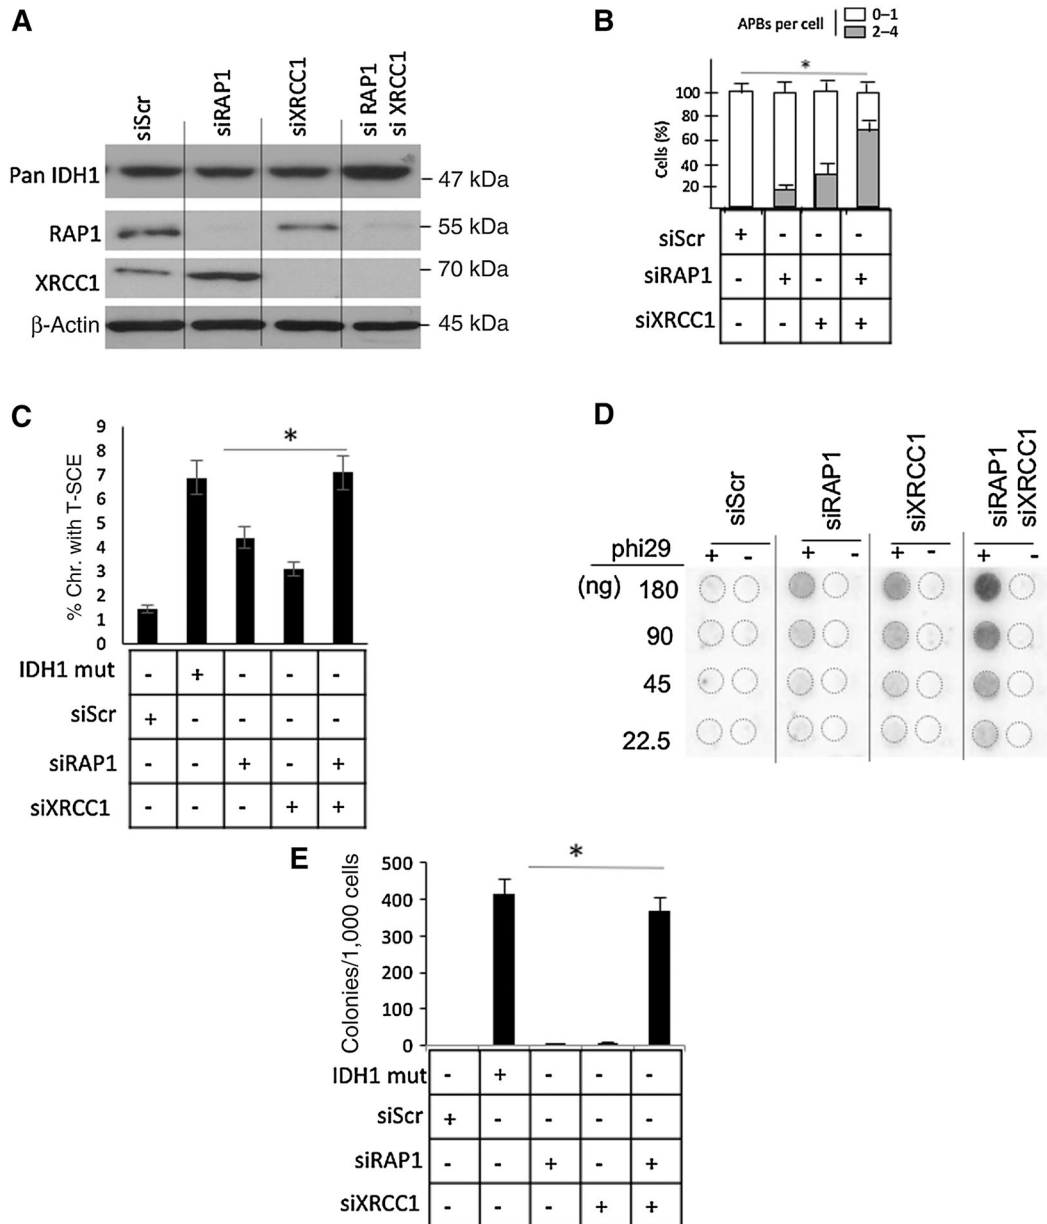 A
siScr
siRAP1
siXRCC1
si RAP1
si XRCC1
Pan IDH1
47 kDa
RAP1
55 kDa
XRCC1
70 kDa
β-Actin
45 kDa
B
APBs per cell
0–1
2–4
*
Cells (%)
100
80
60
40
20
siScr + - - -
siRAP1 - + - +
siXRCC1 - - + +
C
% Chr. with T-SCE
9
8
7
6
5
4
3
2
1
0
*
IDH1 mut - + - - -
siScr + - - - -
siRAP1 - - + - +
siXRCC1 - - - + +
D
siScr
siRAP1
siXRCC1
siRAP1
siXRCC1
phi29 + - + - + - + -
(ng) 180
90
45
22.5
E
Colonies/1,000 cells
500
400
300
200
100
0
*
IDH1 mut - + - - -
siScr + - - - -
siRAP1 - - + - +
siXRCC1 - - - + +